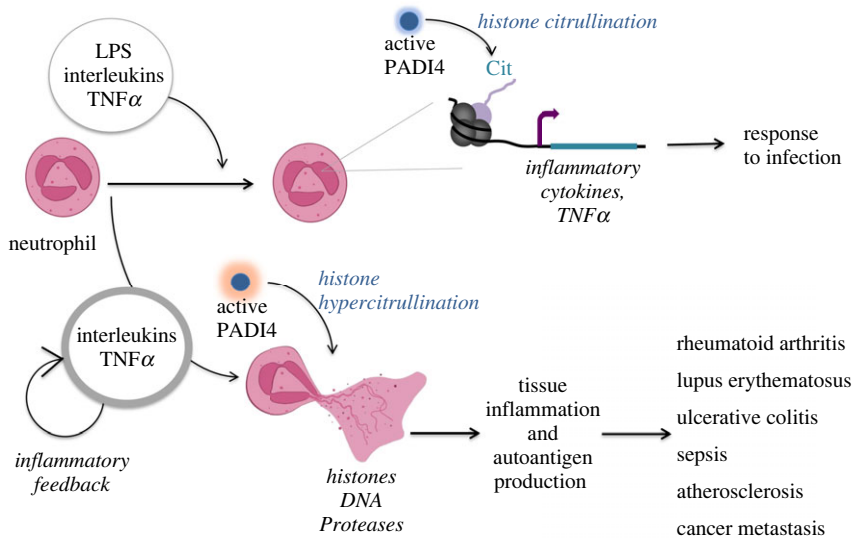 LPS
interleukins
TNFα
active
PADI4
histone citrullination
Cit
neutrophil
inflammatory
cytokines,
TNFα
response
to infection
interleukins
TNFα
inflammatory
feedback
active
PADI4
histone
hypercitrullination
histones
DNA
Proteases
tissue
inflammation
and
autoantigen
production
rheumatoid arthritis
lupus erythematosus
ulcerative colitis
sepsis
atherosclerosis
cancer metastasis